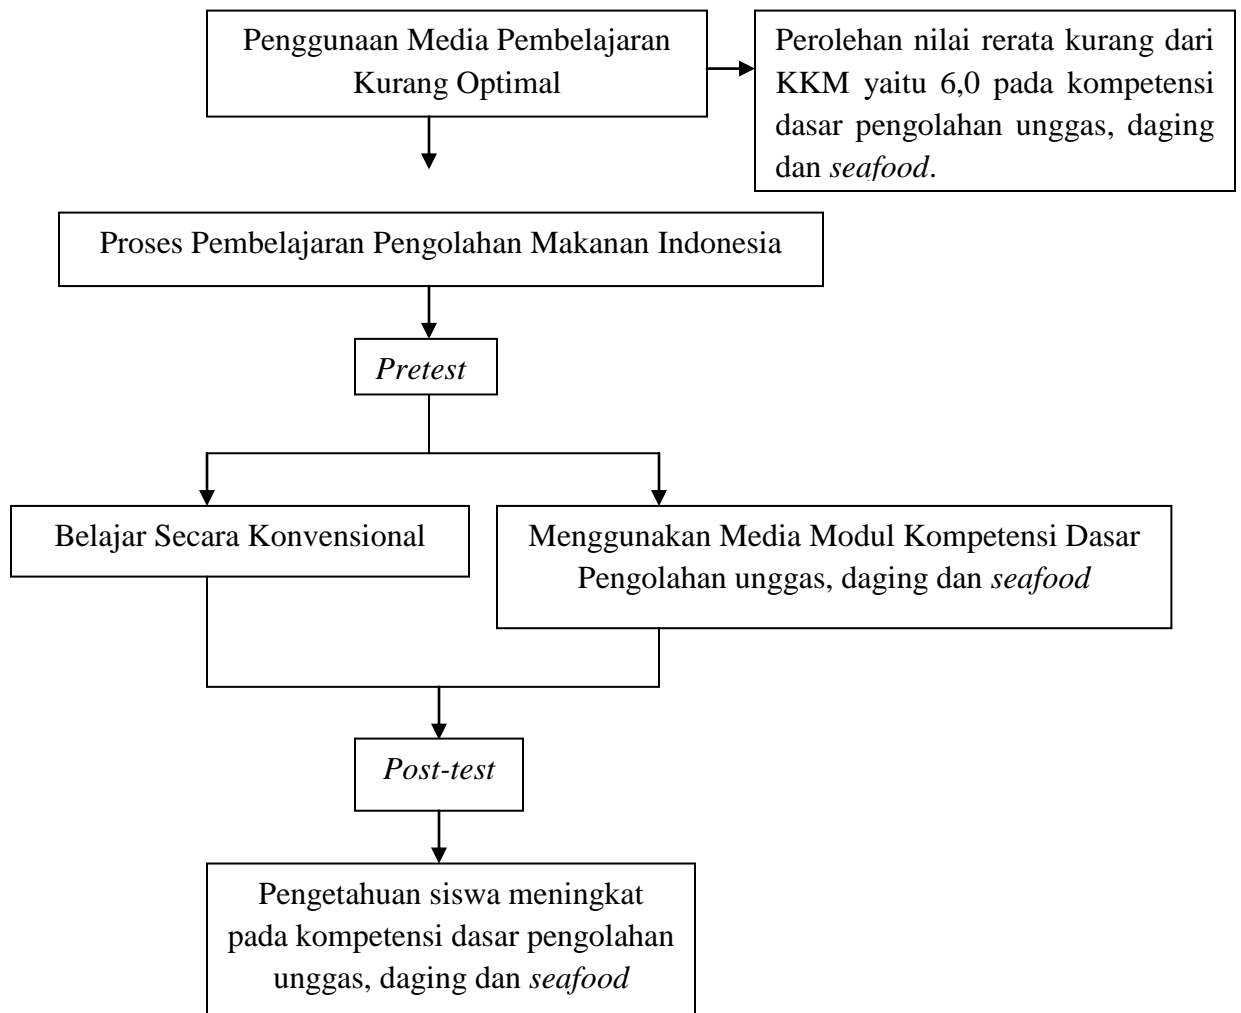 Penggunaan Media Pembelajaran
Kurang Optimal
Perolehan nilai rerata kurang dari
KKM yaitu 6,0 pada kompetensi
dasar pengolahan unggas, daging
dan seafood.
Proses Pembelajaran Pengolahan Makanan Indonesia
Pretest
Belajar Secara Konvensional
Menggunakan Media Modul Kompetensi Dasar
Pengolahan unggas, daging dan seafood
Post-test
Pengetahuan siswa meningkat
pada kompetensi dasar pengolahan
unggas, daging dan seafood